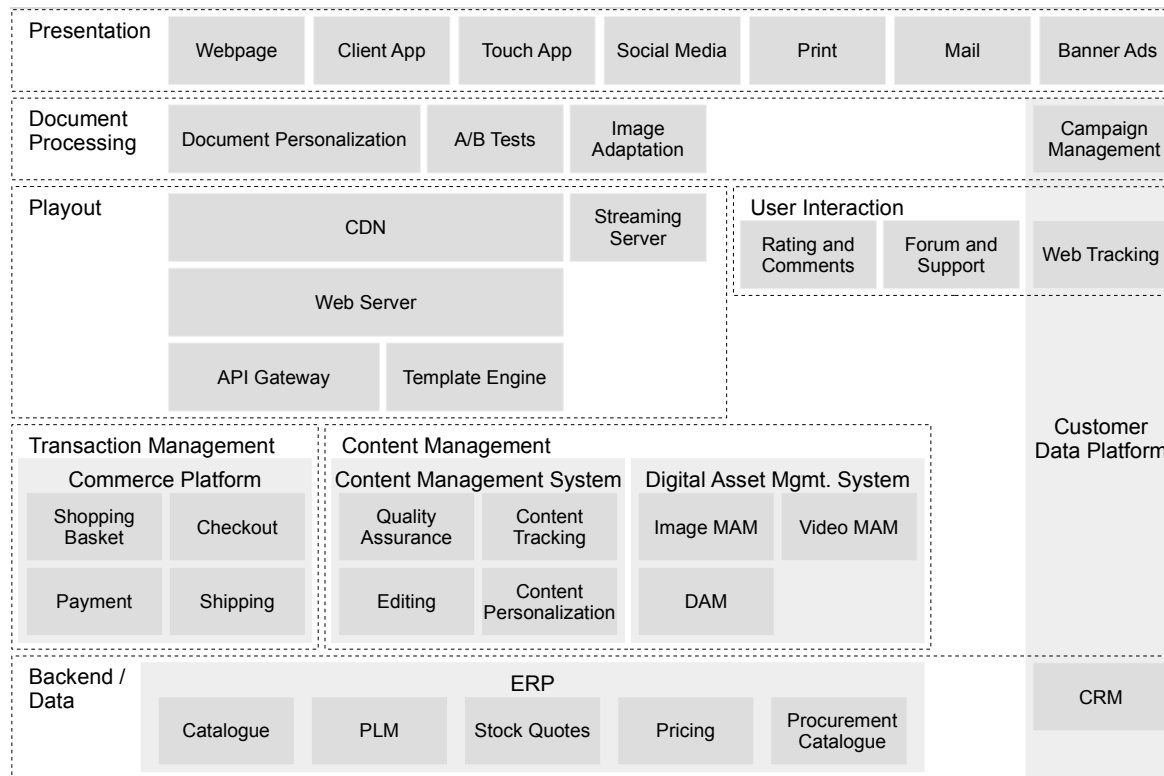 Presentation
Webpage
Client App
Touch App
Social Media
Print
Mail
Banner Ads
Document
Processing
Document Personalization
A/B Tests
Image
Adaptation
Campaign
Management
Playout
CDN
Streaming
Server
Web Server
API Gateway
Template Engine
User Interaction
Rating and
Comments
Forum and
Support
Web Tracking
Customer
Data Platform
Transaction Management
Commerce Platform
Shopping
Basket
Checkout
Payment
Shipping
Content Management
Content Management System
Quality
Assurance
Content
Tracking
Editing
Content
Personalization
Digital Asset Mgmt. System
Image MAM
Video MAM
DAM
Backend /
Data
ERP
Catalogue
PLM
Stock Quotes
Pricing
Procurement
Catalogue
CRM